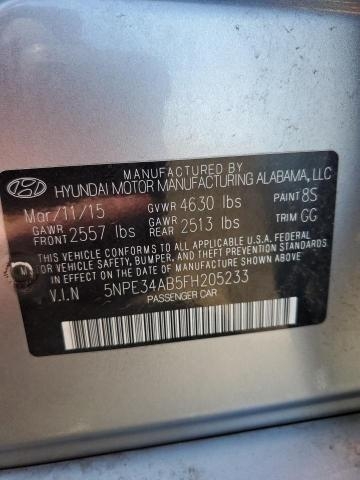 MANUFACTURED BY
HYUNDAI MOTOR MANUFACTURING ALABAMA, LLC
Mar/11/15 GVWR 4630 lbs PAINT 8S
GAWR FRONT 2557 lbs GAWR REAR 2513 lbs TRIM GG
THIS VEHICLE CONFORMS TO ALL APPLICABLE U.S.A. FEDERAL
MOTOR VEHICLE SAFETY, BUMPER, AND THEFT PREVENTION
STANDARDS IN EFFECT ON THE DATE OF MANUFACTURE SHOWN ABOVE
V.I.N 5NPE34AB5FH205233
PASSENGER CAR